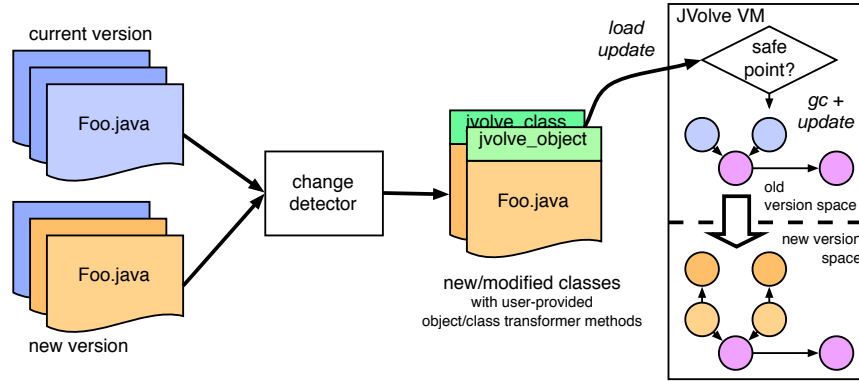 current version
Foo.java
Foo.java
new version
change
detector
jvolve_class
jvolve_object
Foo.java
new/modified classes
with user-provided
object/class transformer methods
load
update
JVolve VM
safe
point?
gc +
update
old
version space
new version
space